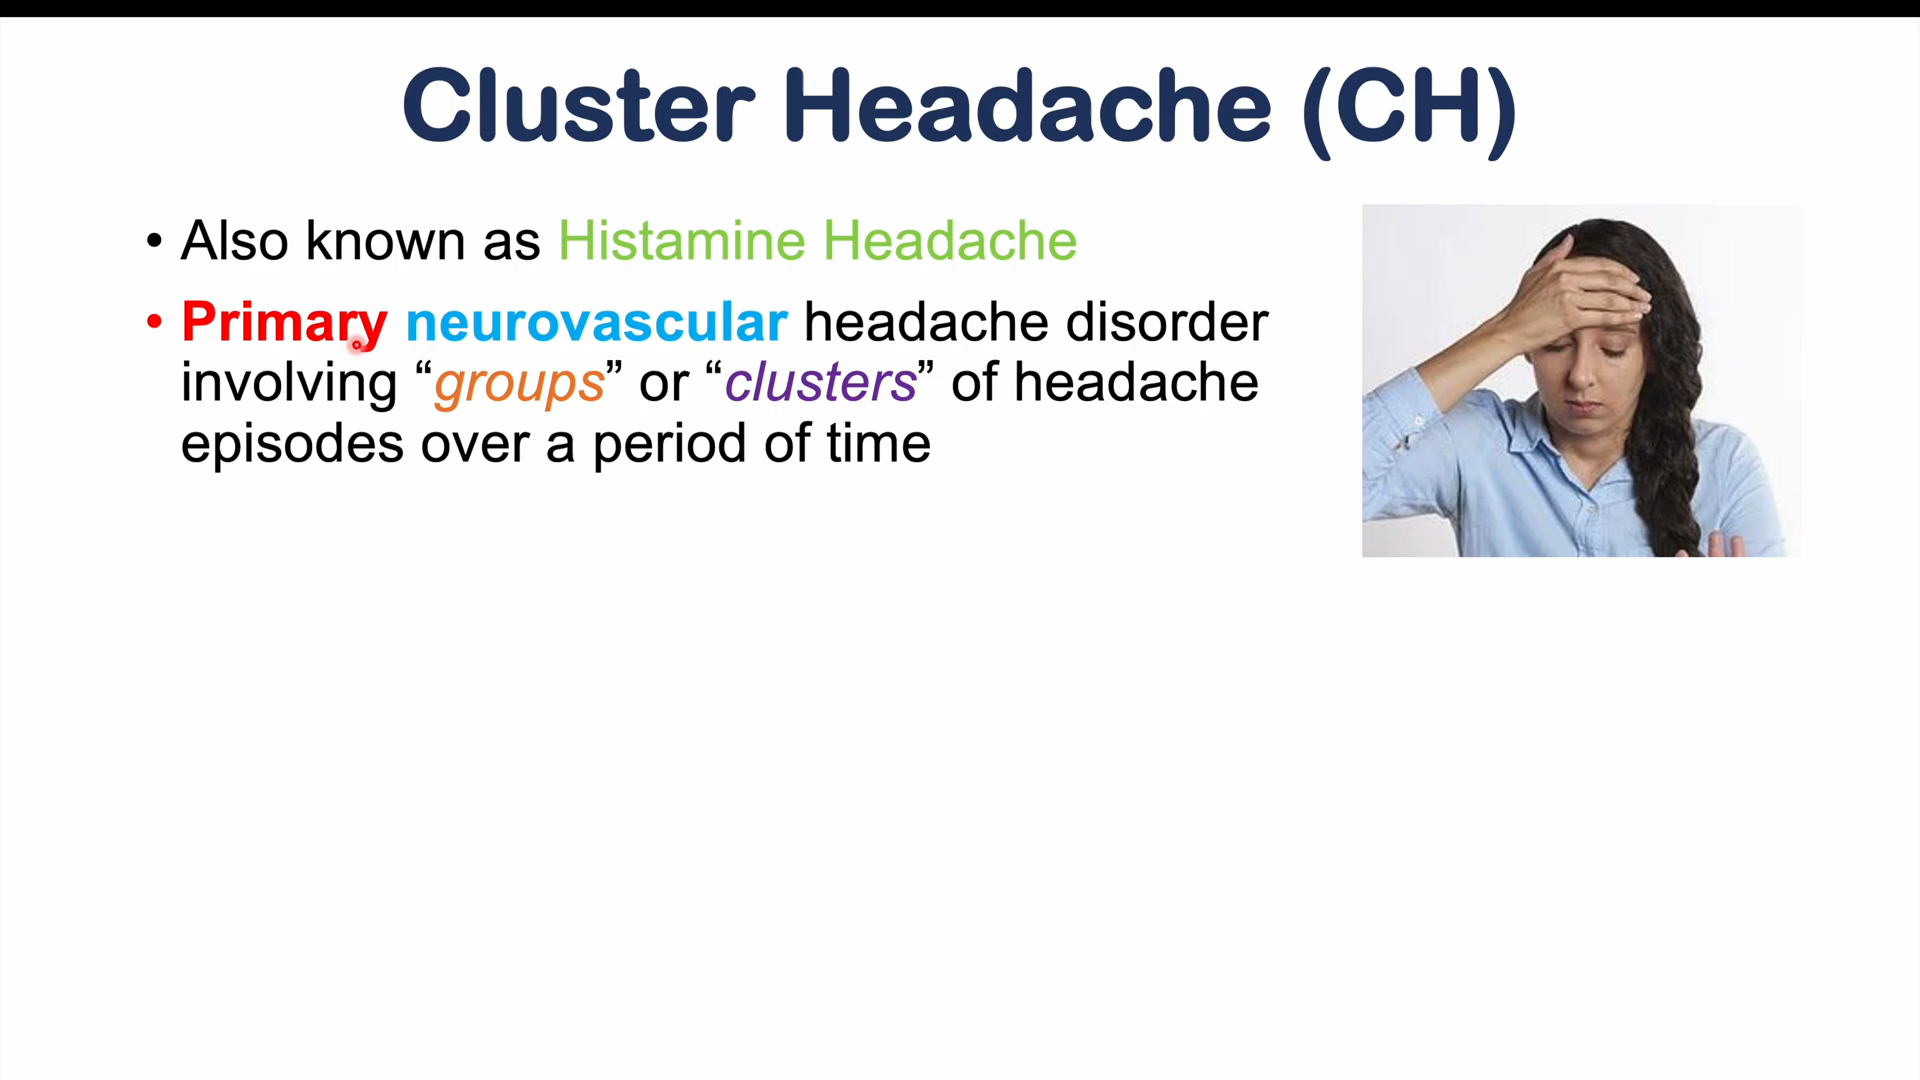 Cluster Headache (CH)
• Also known as Histamine Headache
• Primary neurovascular headache disorder
involving “groups” or “clusters” of headache
episodes over a period of time